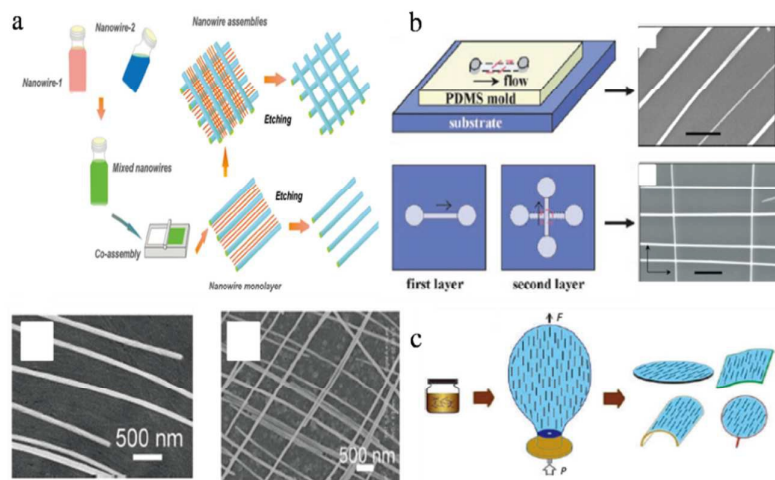 a
Nanowire-1
Nanowire-2
Mixed nanowires
Co-assembly
Nanowire assemblies
Etching
Etching
Nanowire monolayer
500 nm
500 nm
b
flow
PDMS mold
substrate
first layer
second layer
c
F
P